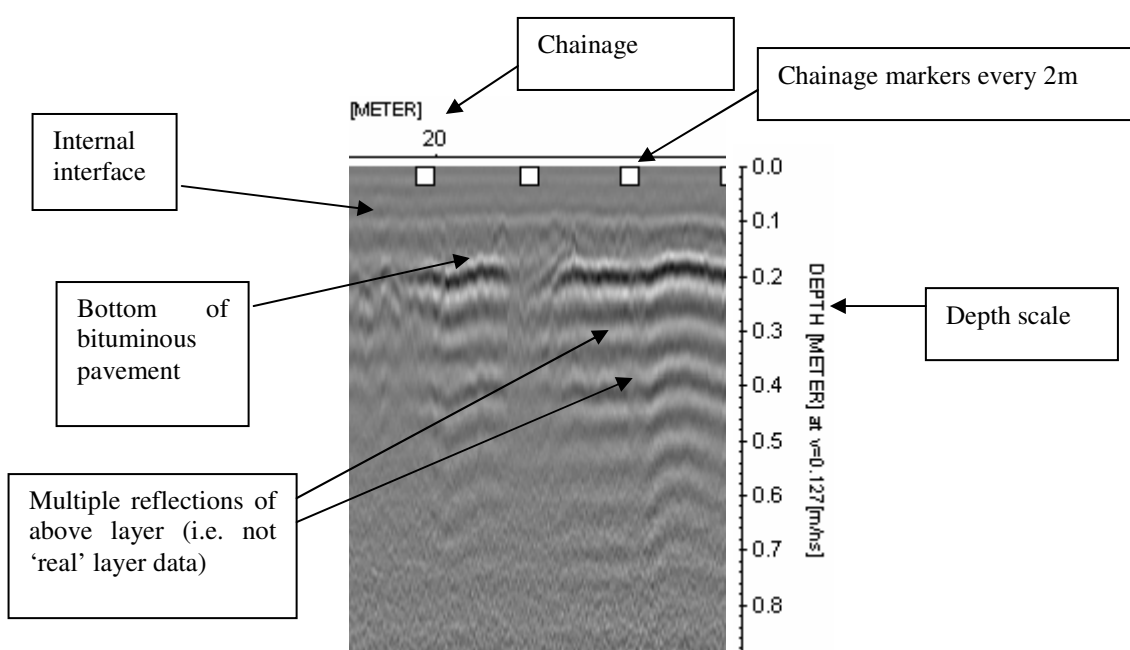 Chainage
Chainage markers every 2m
[METER]
20
Internal
interface
Bottom of
bituminous
pavement
Multiple reflections of
above layer (i.e. not
‘real’ layer data)
0.0
0.1
0.2
0.3
0.4
0.5
0.6
0.7
0.8
DEPTH [METER] at v=0.127[m/ns]
Depth scale